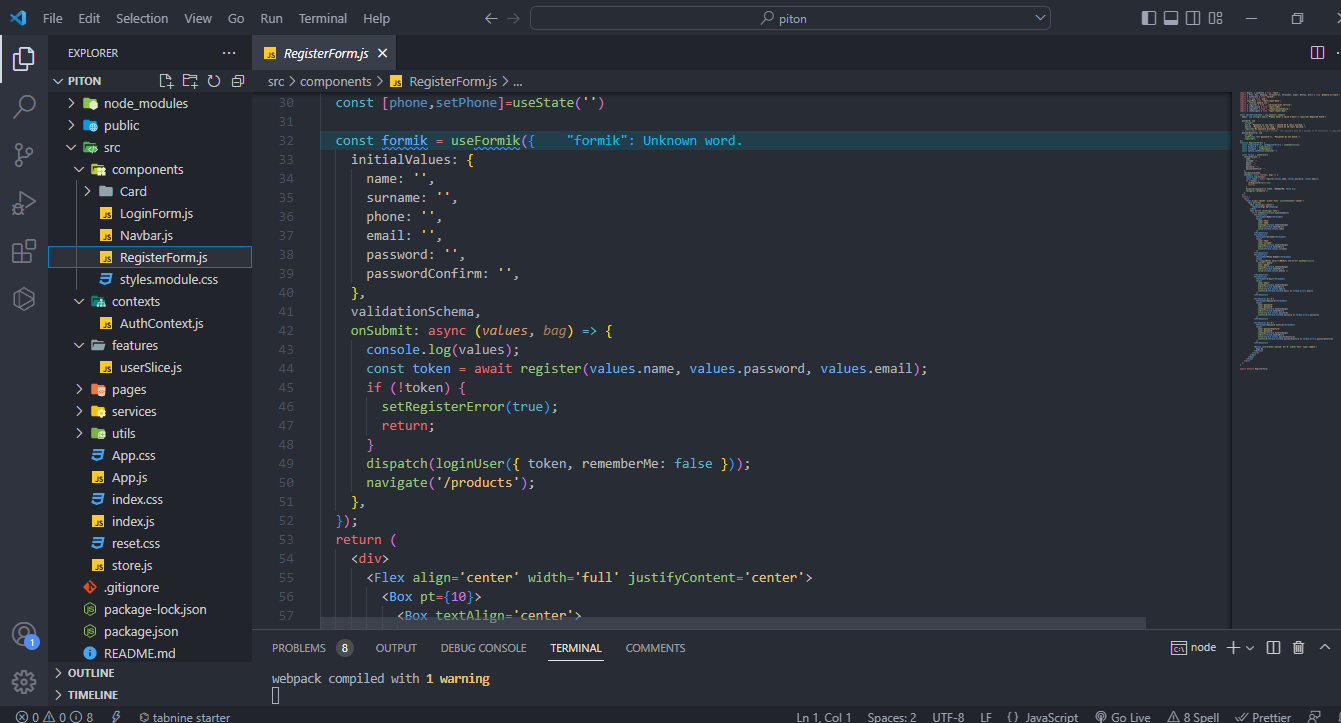 File Edit Selection View Go Run Terminal Help
piton
EXPLORER
PITON
node_modules
public
src
components
Card
LoginForm.js
Navbar.js
RegisterForm.js
styles.module.css
contexts
AuthContext.js
features
userSlice.js
pages
services
utils
App.css
App.js
index.css
index.js
reset.css
store.js
.gitignore
package-lock.json
package.json
README.md
OUTLINE
TIMELINE
RegisterForm.js
src > components > RegisterForm.js > ...
30 const [phone,setPhone]=useState('')
31
32 const formik = useFormik({ "formik": Unknown word.
33 initialValues: {
34 name: '',
35 surname: '',
36 phone: '',
37 email: '',
38 password: '',
39 passwordConfirm: '',
40 },
41 validationSchema,
42 onSubmit: async (values, bag) => {
43 console.log(values);
44 const token = await register(values.name, values.password, values.email);
45 if (!token) {
46 setRegisterError(true);
47 return;
48 }
49 dispatch(loginUser({ token, rememberMe: false }));
50 navigate('/products');
51 },
52 });
53 return (
54 <div>
55 <Flex align='center' width='full' justifyContent='center'>
56 <Box pt={10}>
57 <Box textAlign='center'>
PROBLEMS 8 OUTPUT DEBUG CONSOLE TERMINAL COMMENTS
node
webpack compiled with 1 warning
1
0 0 8 tabnine starter Ln 1, Col 1 Spaces: 2 UTF-8 LF {} JavaScript Go Live 8 Spell Prettier